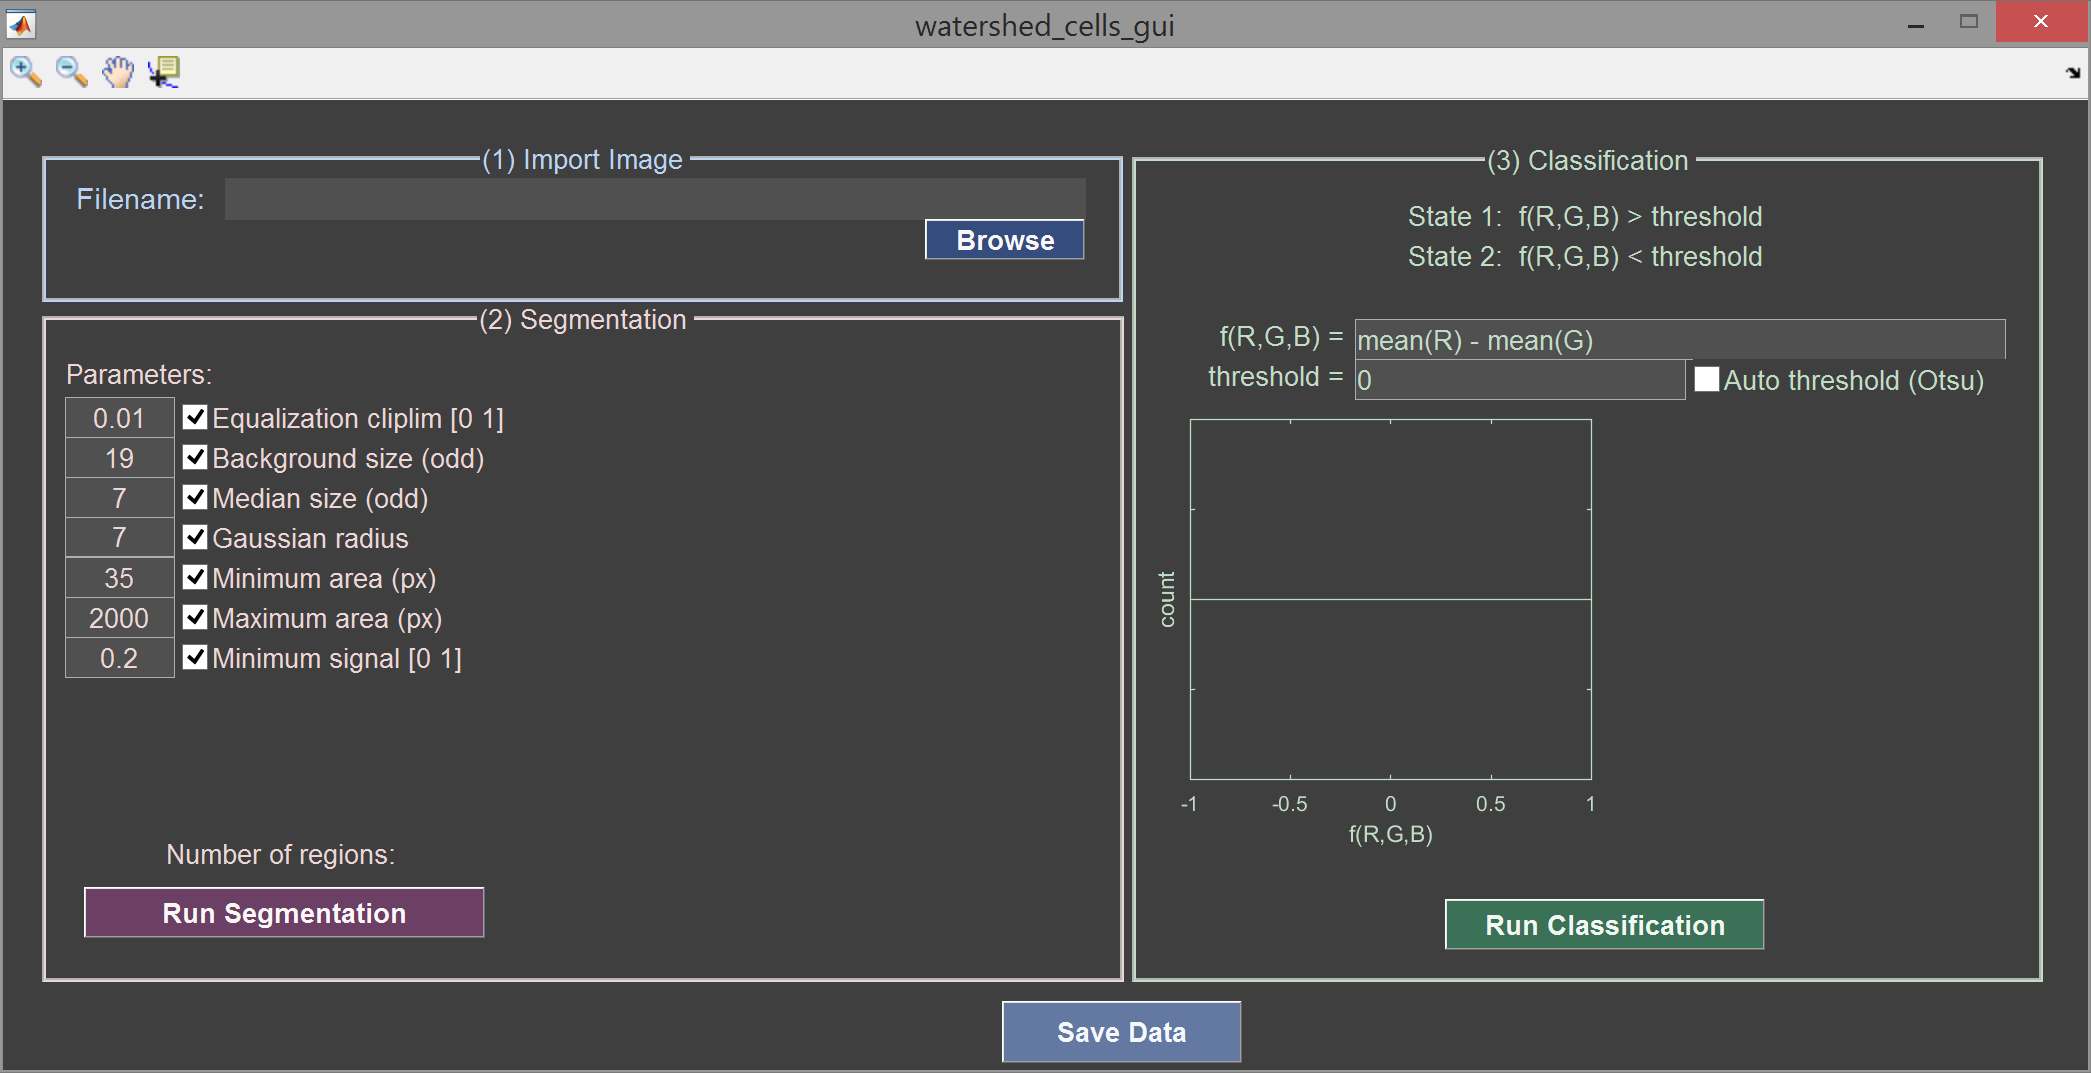 watershed_cells_gui
(1) Import Image
Filename:
Browse
(2) Segmentation
Parameters:
0.01 Equalization cliplim [0 1]
19 Background size (odd)
7 Median size (odd)
7 Gaussian radius
35 Minimum area (px)
2000 Maximum area (px)
0.2 Minimum signal [0 1]
Number of regions:
Run Segmentation
(3) Classification
State 1: f(R,G,B) > threshold
State 2: f(R,G,B) < threshold
f(R,G,B) = mean(R) - mean(G)
threshold = 0 Auto threshold (Otsu)
count
-1 -0.5 0 0.5 1
f(R,G,B)
Run Classification
Save Data